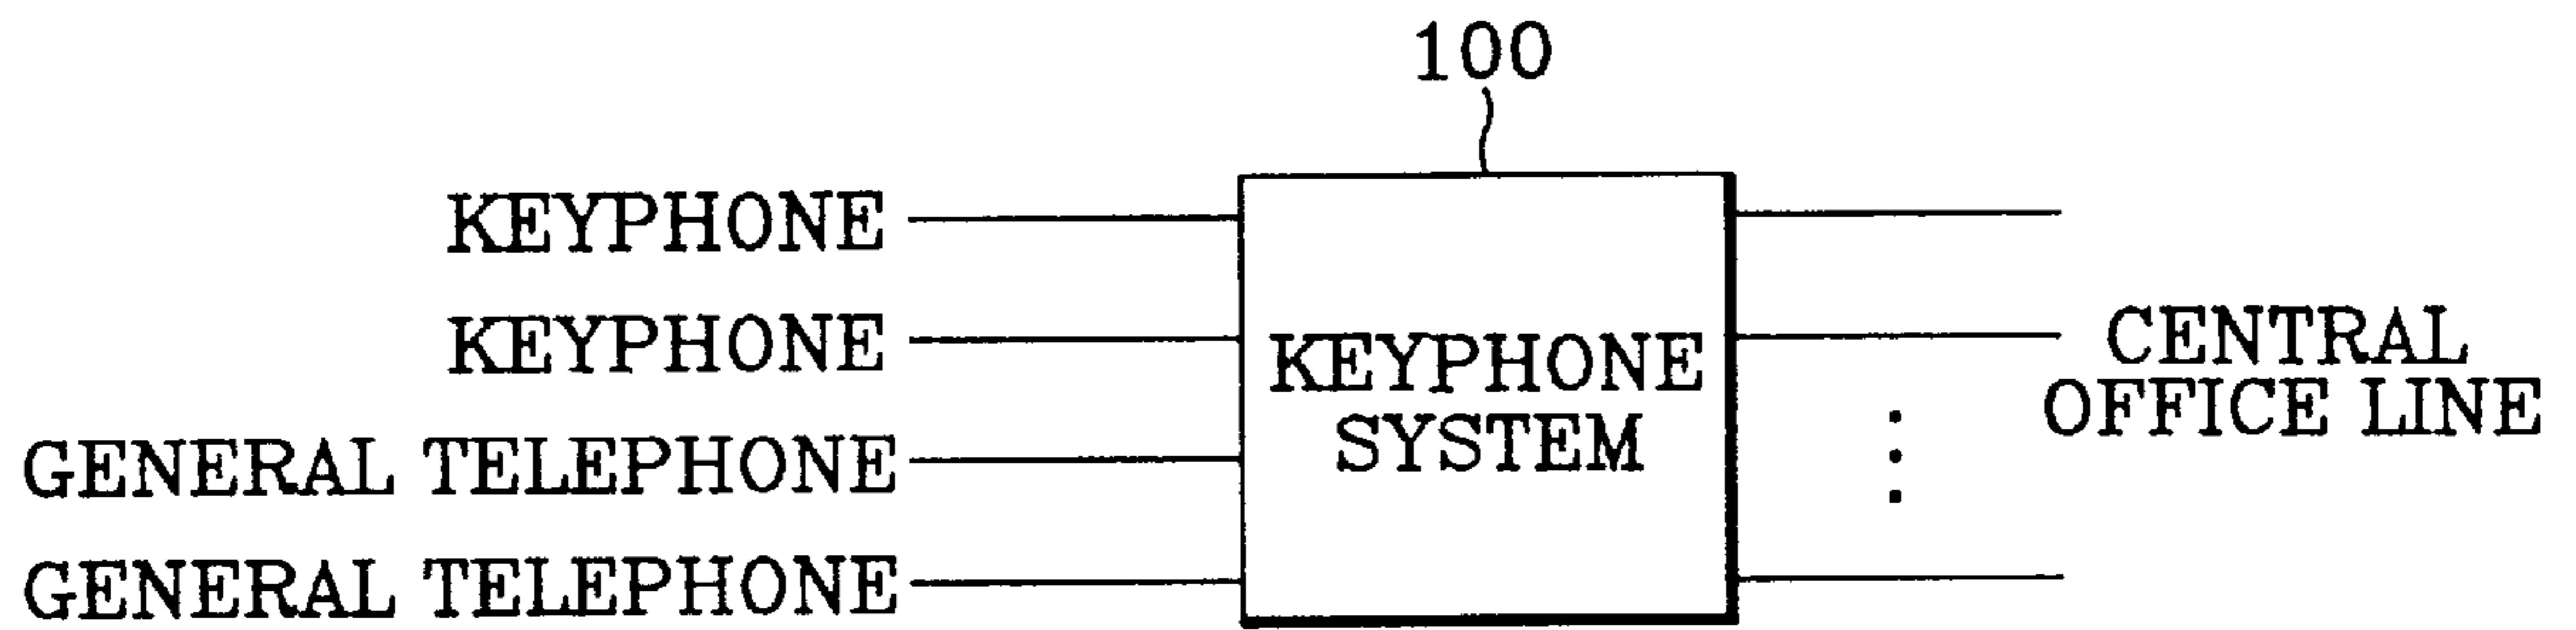 100
KEYPHONE
KEYPHONE
GENERAL TELEPHONE
GENERAL TELEPHONE
KEYPHONE
SYSTEM
CENTRAL
OFFICE LINE